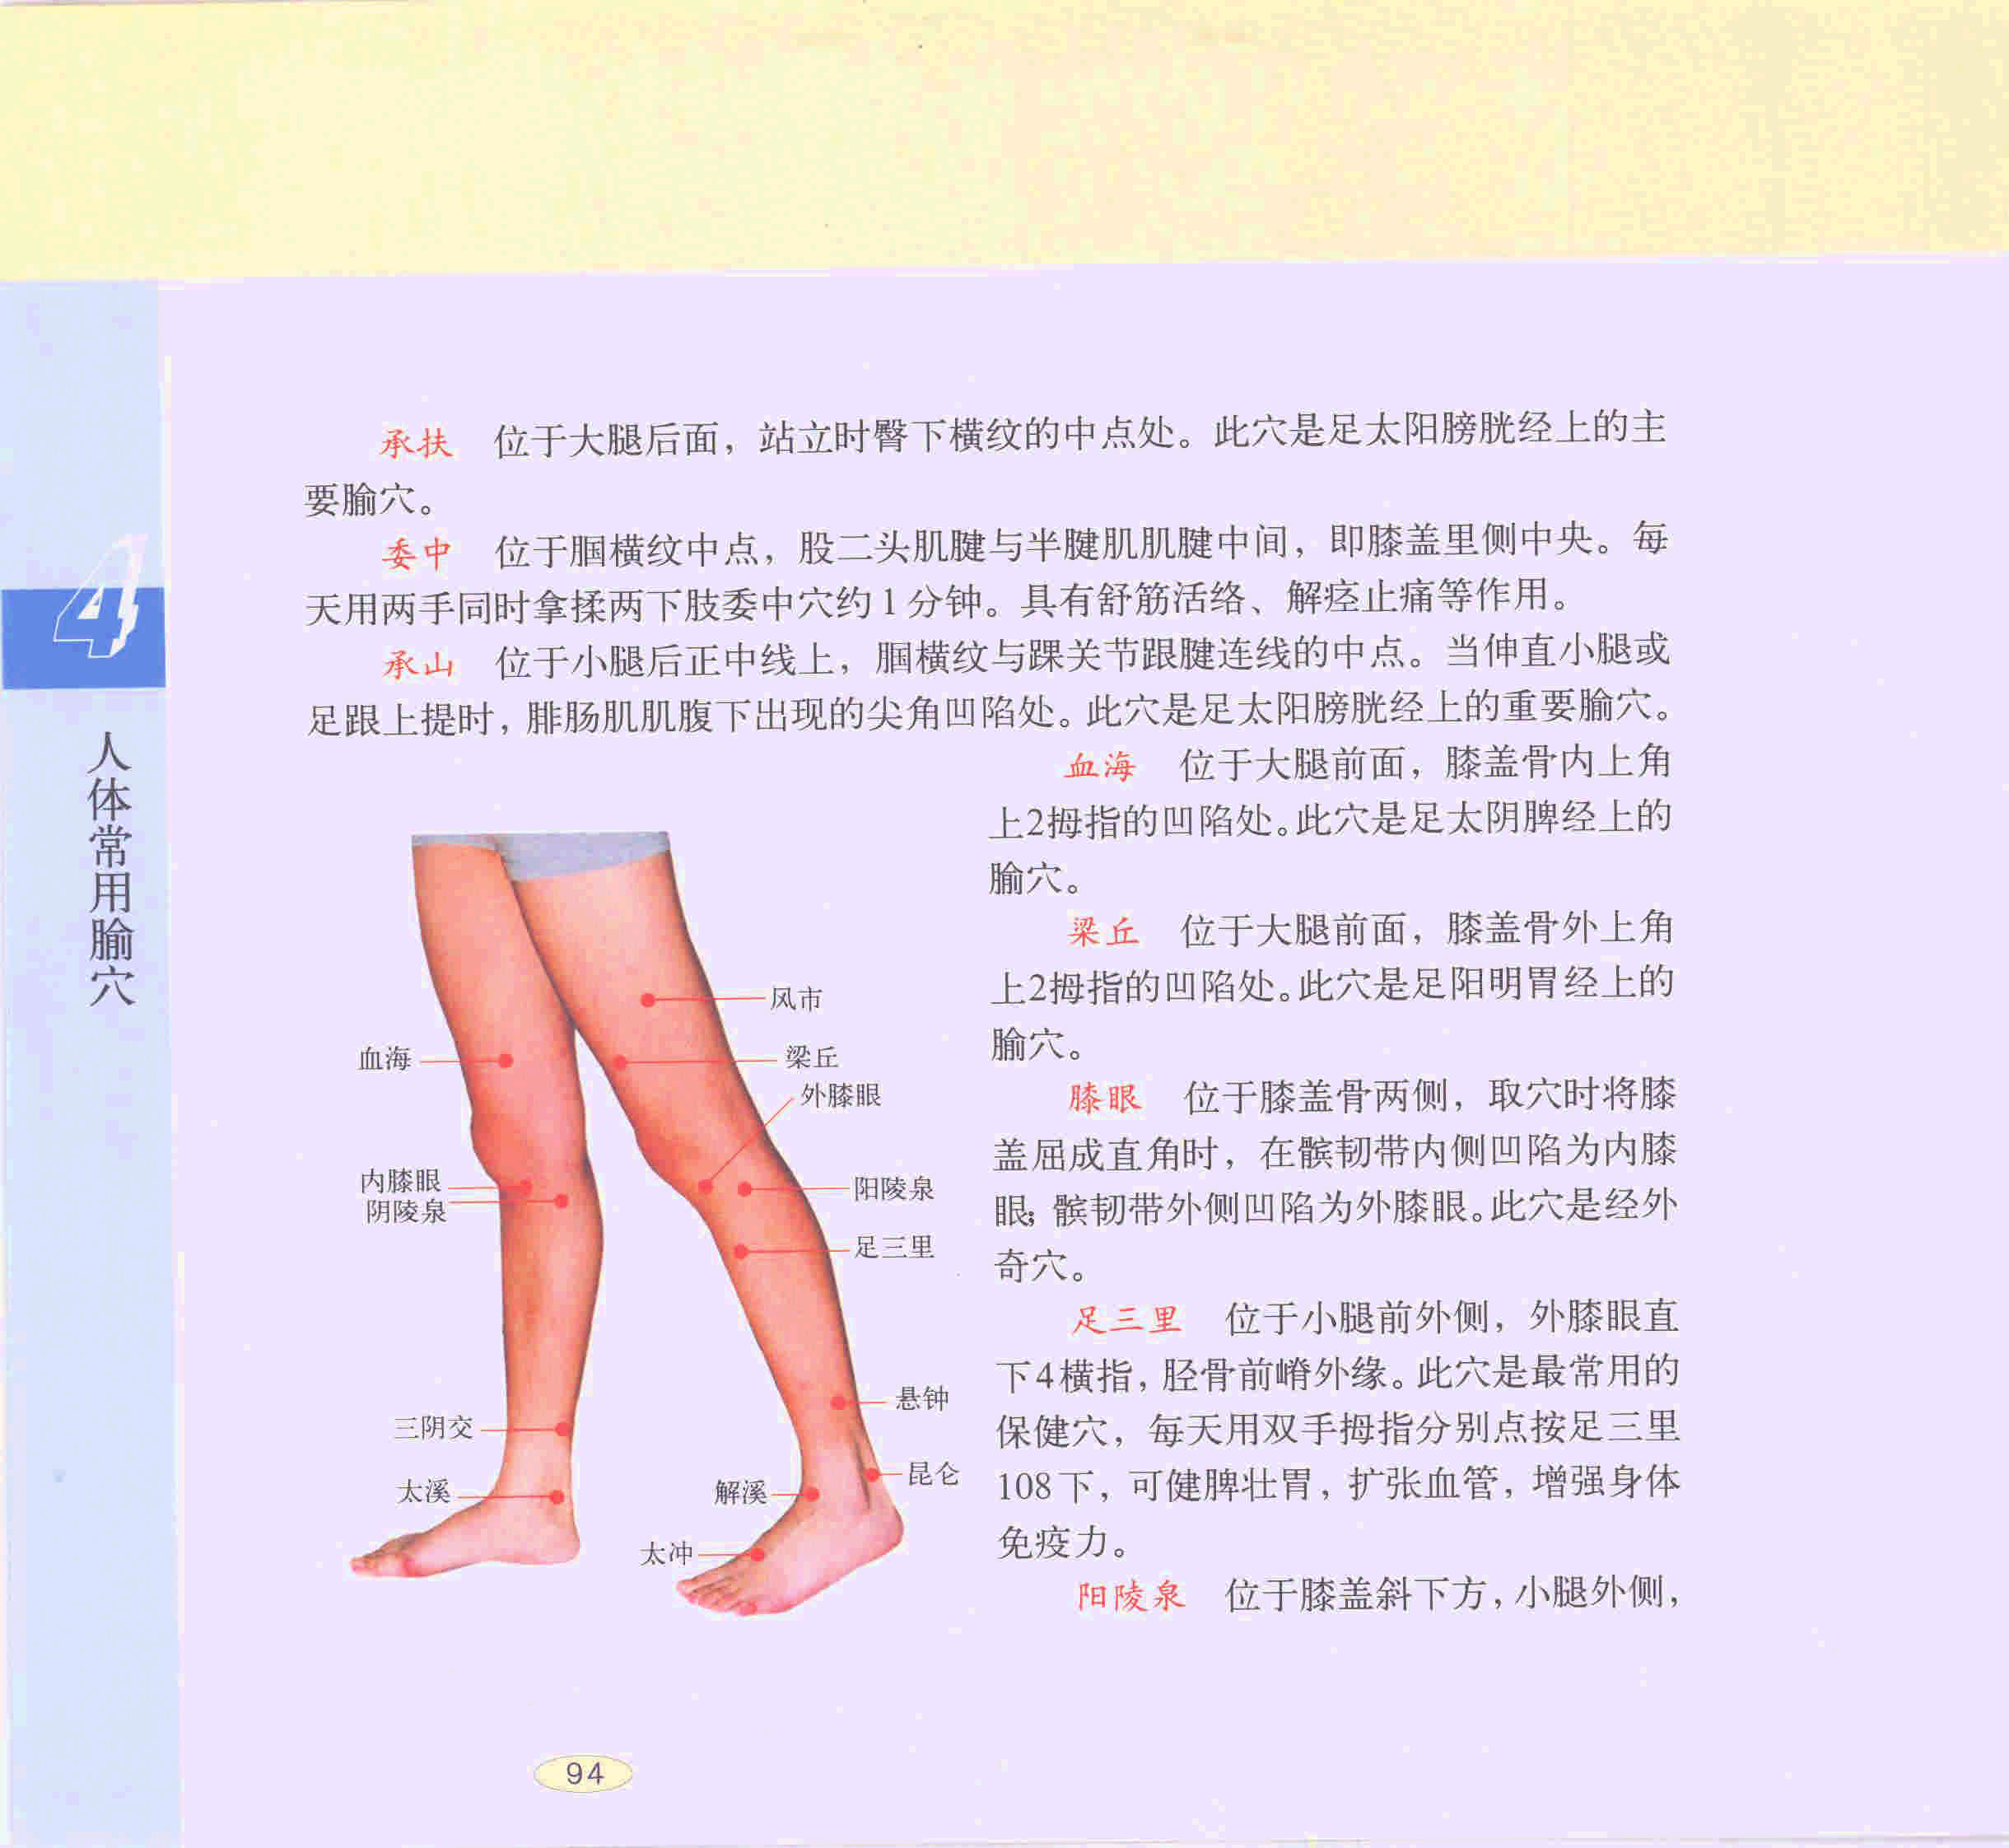 4
人体常用腧穴
承扶　位于大腿后面，站立时臀下横纹的中点处。此穴是足太阳膀胱经上的主
要腧穴。
委中　位于腘横纹中点，股二头肌腱与半腱肌肌腱中间，即膝盖里侧中央。每
天用两手同时拿揉两下肢委中穴约1分钟。具有舒筋活络、解痉止痛等作用。
承山　位于小腿后正中线上，腘横纹与踝关节跟腱连线的中点。当伸直小腿或
足跟上提时，腓肠肌肌腹下出现的尖角凹陷处。此穴是足太阳膀胱经上的重要腧穴。
血海　位于大腿前面，膝盖骨内上角
上2拇指的凹陷处。此穴是足太阴脾经上的
腧穴。
梁丘　位于大腿前面，膝盖骨外上角
上2拇指的凹陷处。此穴是足阳明胃经上的
腧穴。
膝眼　位于膝盖骨两侧，取穴时将膝
盖屈成直角时，在髌韧带内侧凹陷为内膝
眼；髌韧带外侧凹陷为外膝眼。此穴是经外
奇穴。
足三里　位于小腿前外侧，外膝眼直
下4横指，胫骨前嵴外缘。此穴是最常用的
保健穴，每天用双手拇指分别点按足三里
108下，可健脾壮胃，扩张血管，增强身体
免疫力。
阳陵泉　位于膝盖斜下方，小腿外侧，
风市
血海
梁丘
外膝眼
内膝眼
阳陵泉
阴陵泉
足三里
悬钟
三阴交
昆仑
太溪
解溪
太冲
94